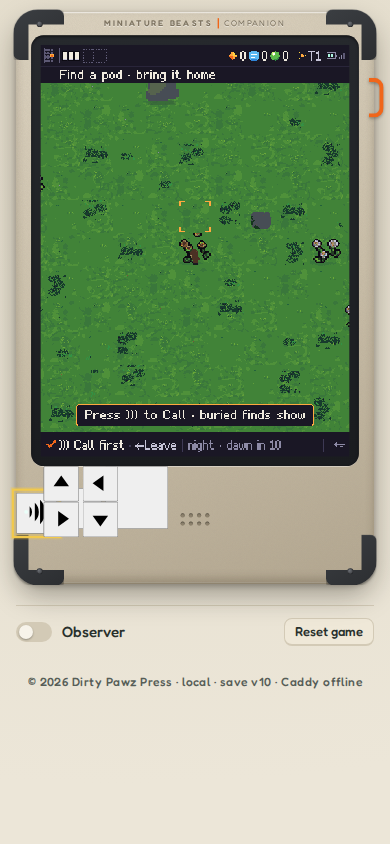 MINIATURE BEASTS | COMPANION
0 0 0 T1
Find a pod · bring it home
Press ))) to Call · buried finds show
))) Call first · ←Leave | night · dawn in 10
Observer
Reset game
© 2026 Dirty Pawz Press · local · save v10 · Caddy offline